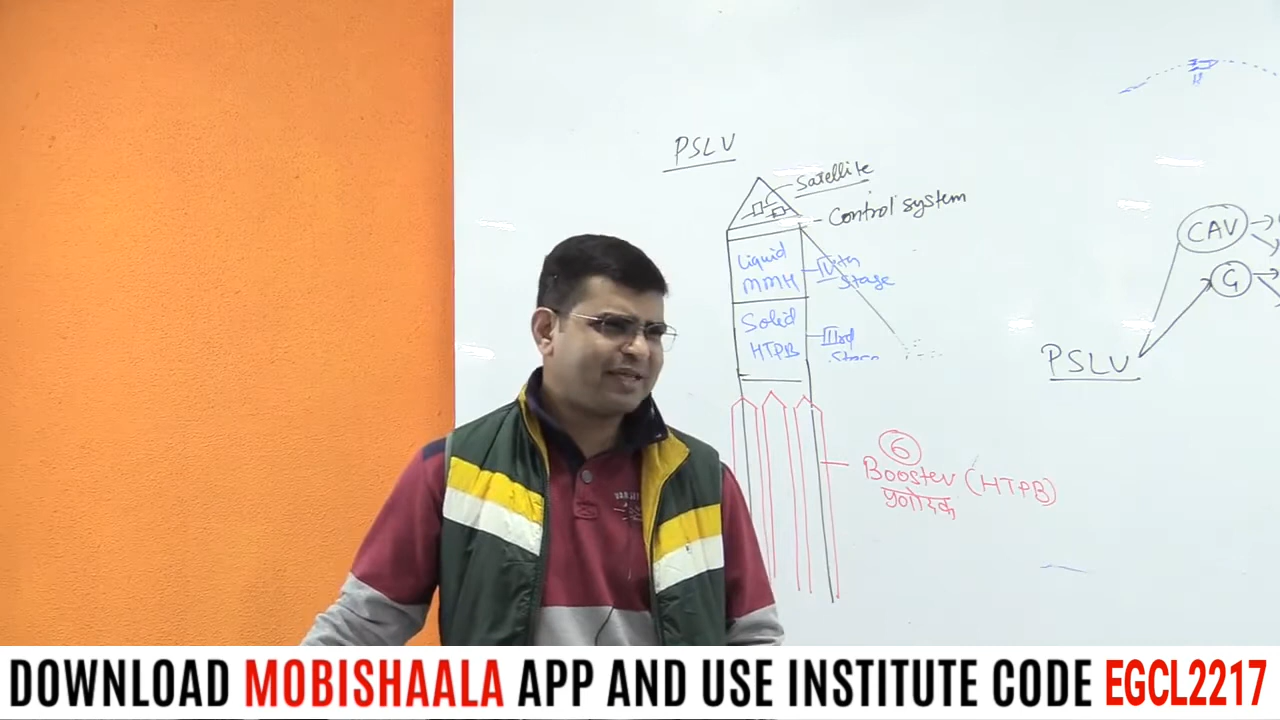 PSLV
Satellite
Control system
Liquid
MMH
IVth
Stage
Solid
HTPB
IIIrd
Stage
6
Booster (HTPB)
प्रणोदक
CAV
G
PSLV
DOWNLOAD MOBISHAALA APP AND USE INSTITUTE CODE EGCL2217